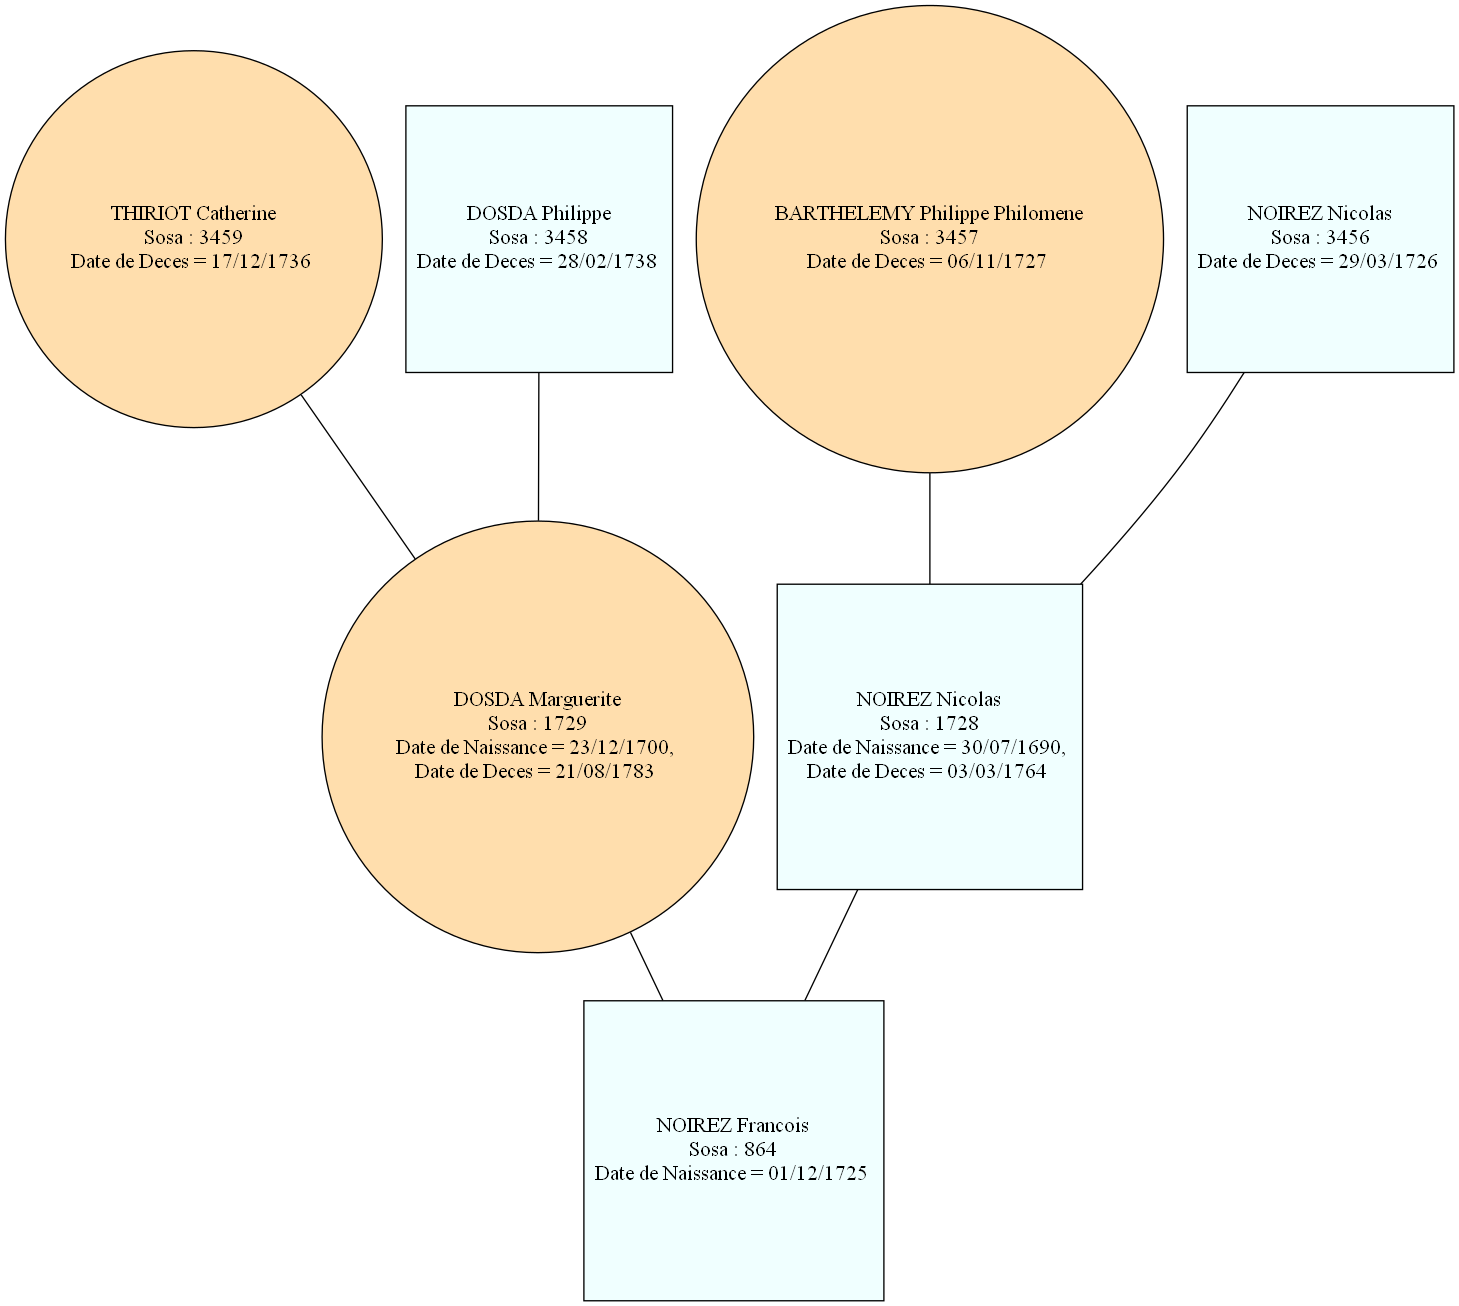 THIRIOT Catherine
Sosa : 3459
Date de Deces = 17/12/1736
DOSDA Philippe
Sosa : 3458
Date de Deces = 28/02/1738
BARTHELEMY Philippe Philomene
Sosa : 3457
Date de Deces = 06/11/1727
NOIREZ Nicolas
Sosa : 3456
Date de Deces = 29/03/1726
DOSDA Marguerite
Sosa : 1729
Date de Naissance = 23/12/1700,
Date de Deces = 21/08/1783
NOIREZ Nicolas
Sosa : 1728
Date de Naissance = 30/07/1690,
Date de Deces = 03/03/1764
NOIREZ Francois
Sosa : 864
Date de Naissance = 01/12/1725